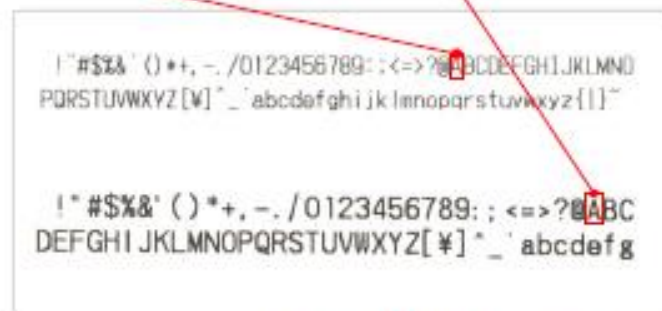 !"#$%&'()*+,-./0123456789:;<=>?@ABCDEFGHIJKLMNO
PQRSTUVWXYZ[¥]^_`abcdefghijklmnopqrstuvwxyz{|}~
!"#$%&'()*+,-./0123456789:;<=>?@ABC
DEFGHIJKLMNOPQRSTUVWXYZ[¥]^_`abcdefg